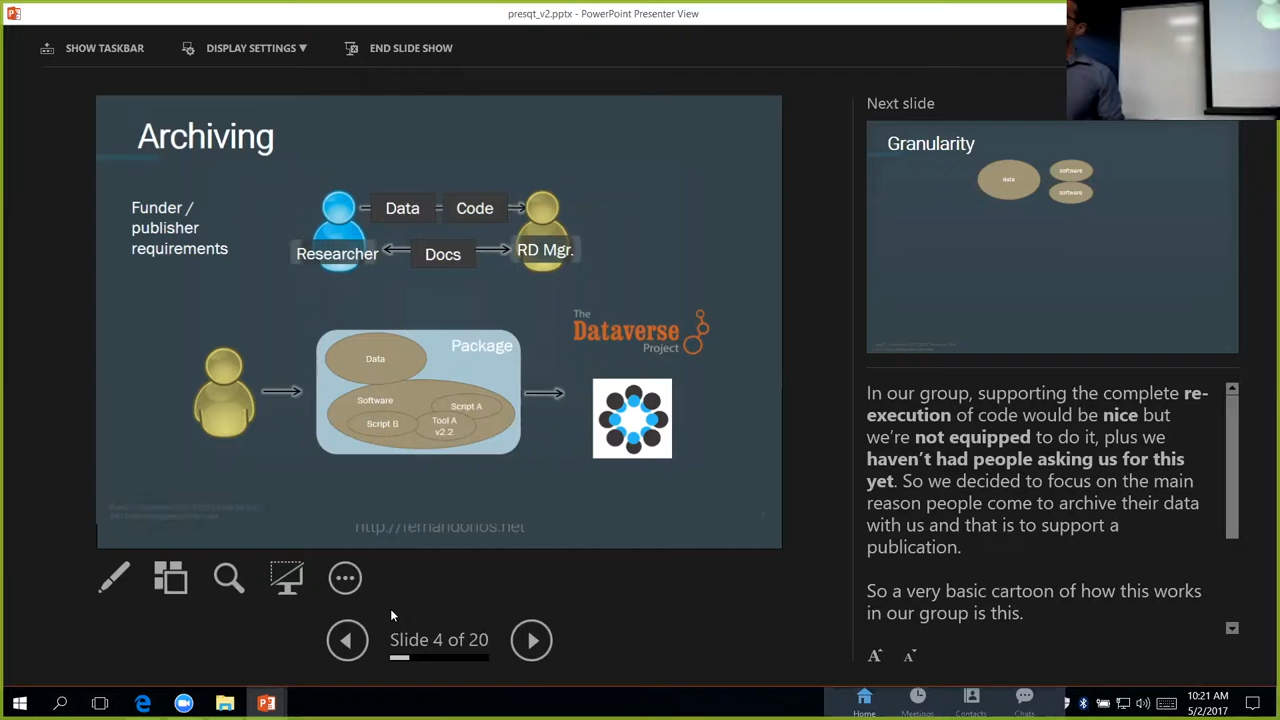 presqt_v2.pptx - PowerPoint Presenter View
SHOW TASKBAR
DISPLAY SETTINGS ▼
END SLIDE SHOW
Archiving
Funder /
publisher
requirements
Data
Code
Researcher
Docs
RD Mgr.
Package
Data
Software
Script A
Script B
Tool A
v2.2
The
Dataverse
Project
Slide 4 of 20
Next slide
Granularity
data
software
software
In our group, supporting the complete re-
execution of code would be nice but
we're not equipped to do it, plus we
haven't had people asking us for this
yet. So we decided to focus on the main
reason people come to archive their data
with us and that is to support a
publication.
So a very basic cartoon of how this works
in our group is this.
A A
Home
Meetings
Contacts
Chats
10:21 AM
5/2/2017